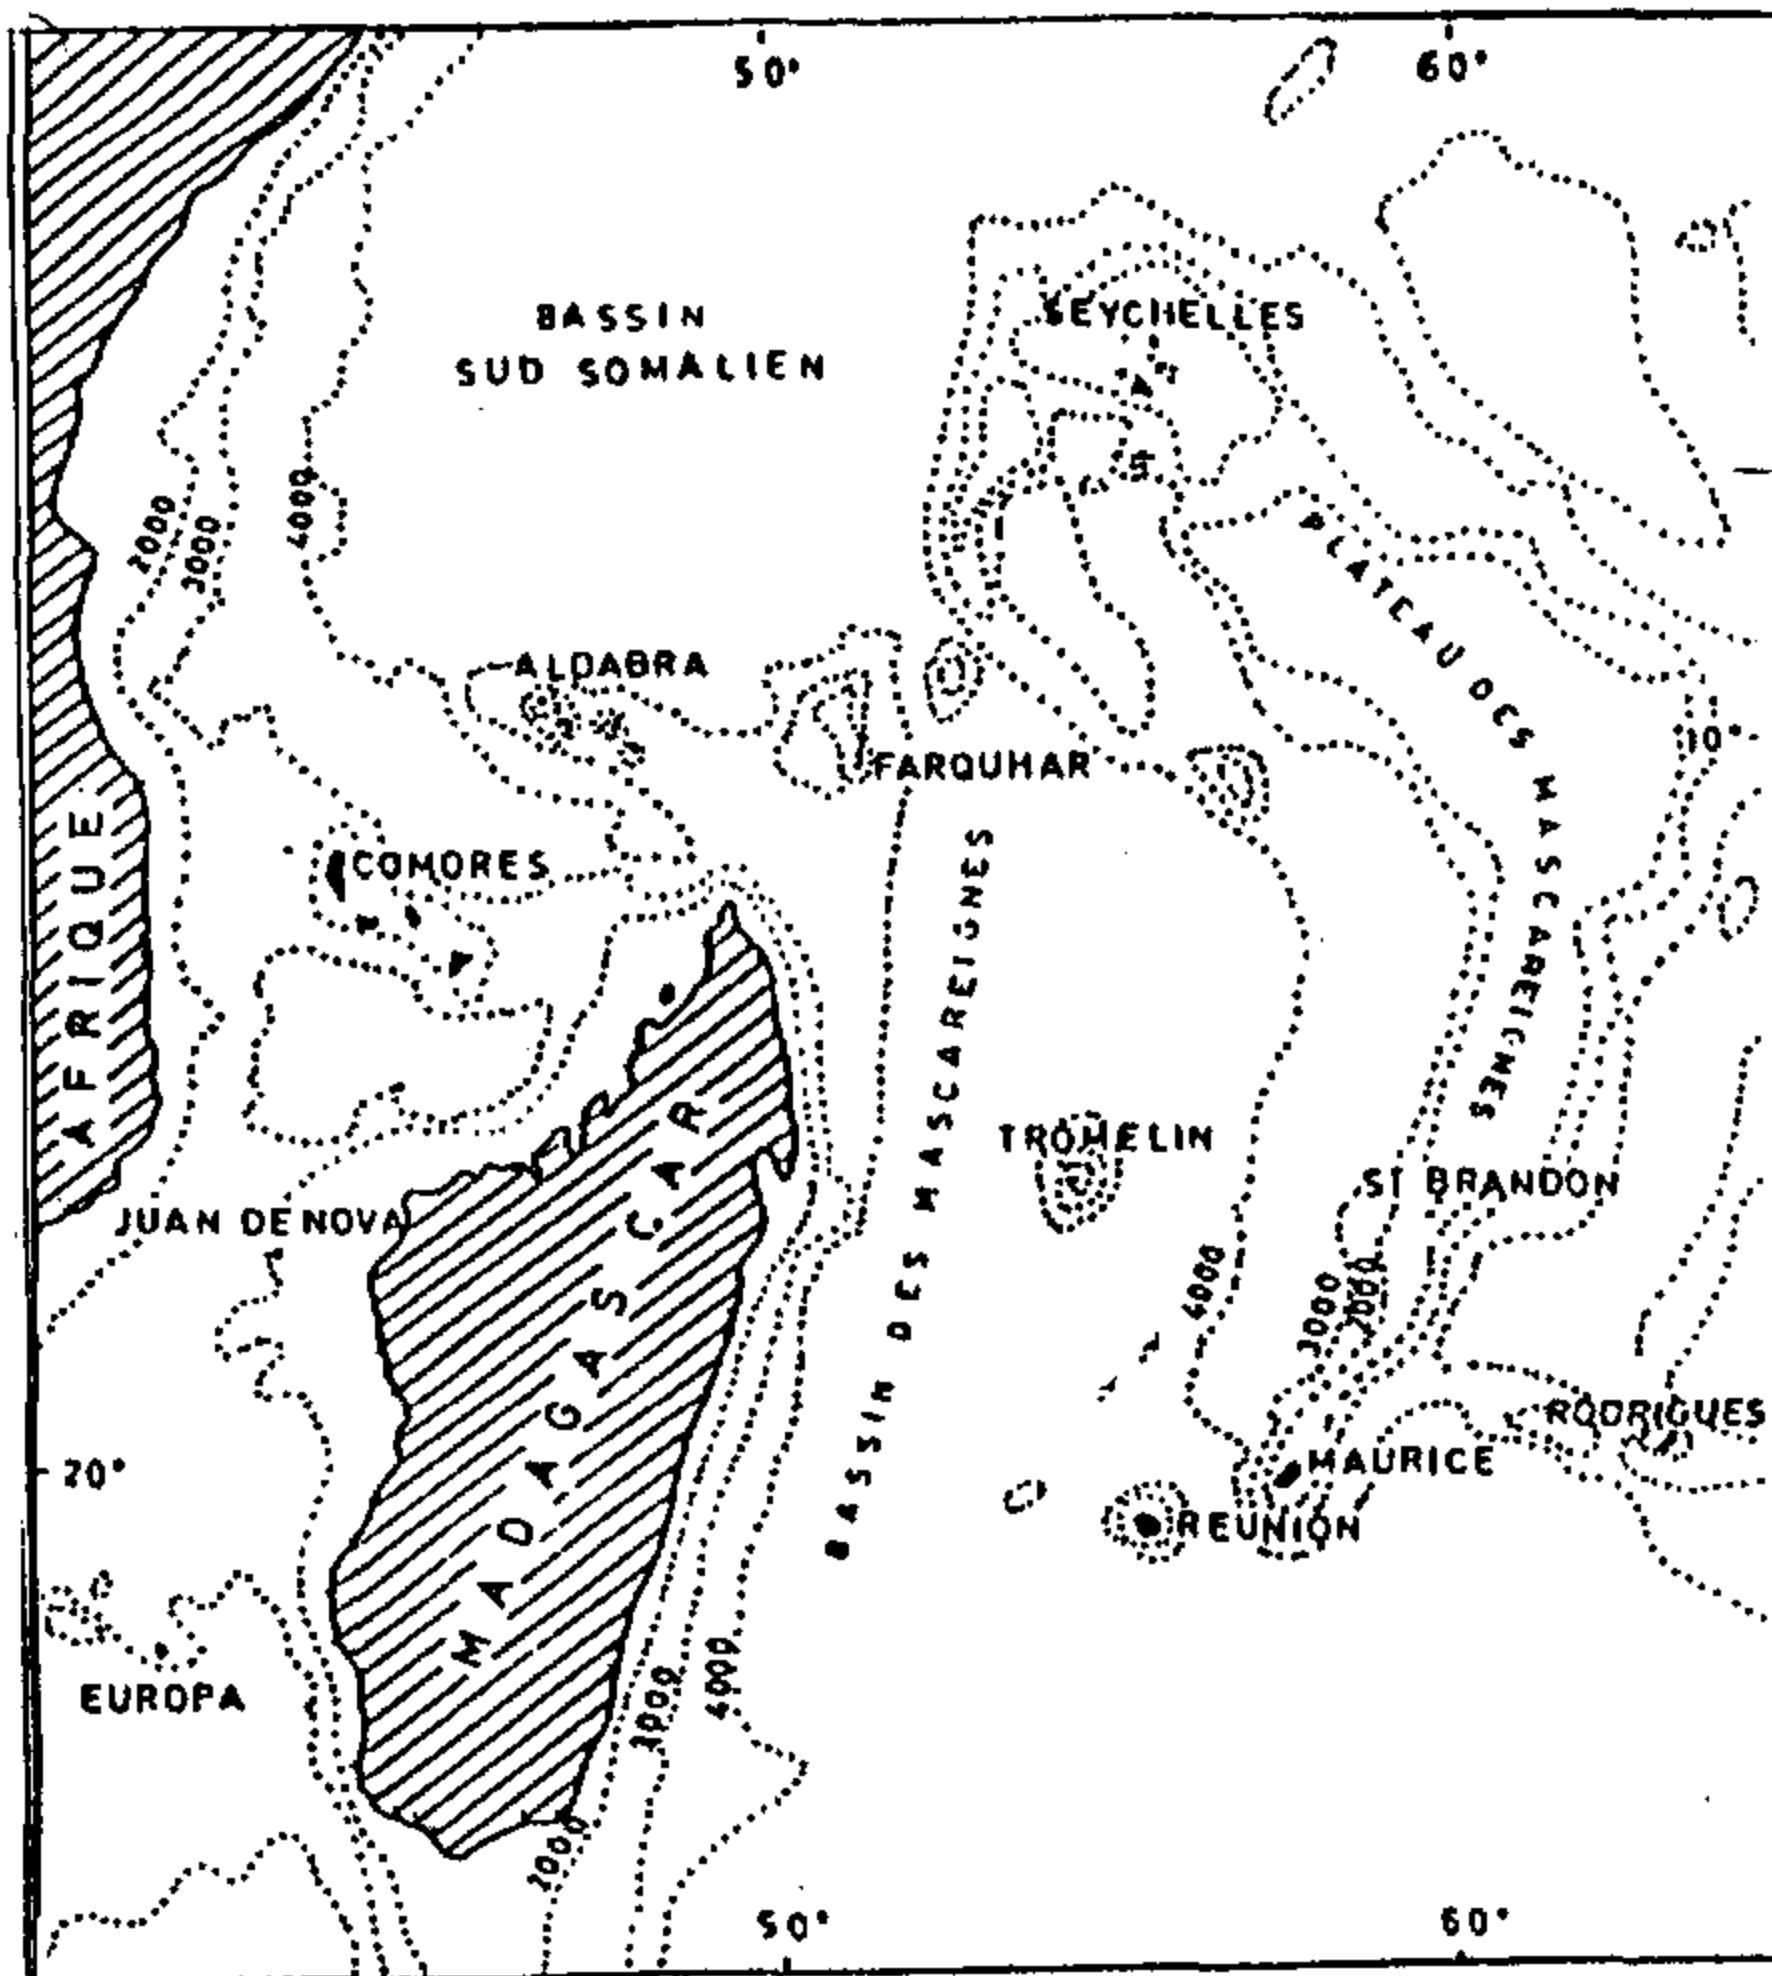 50°
60°
BASSIN
SUD SOMALIEN
SEYCHELLES
2000
3000
4000
PLATEAU DES MASCAREIGNES
ALDABRA
10°
FARQUHAR
AFRIQUE
COMORES
BASSIN DES MASCAREIGNES
TROMELIN
ST BRANDON
JUAN DE NOVA
MADAGASCAR
4000
3000
2000
RODRIGUES
MAURICE
20°
REUNION
EUROPA
4000
3000
2000
50°
60°